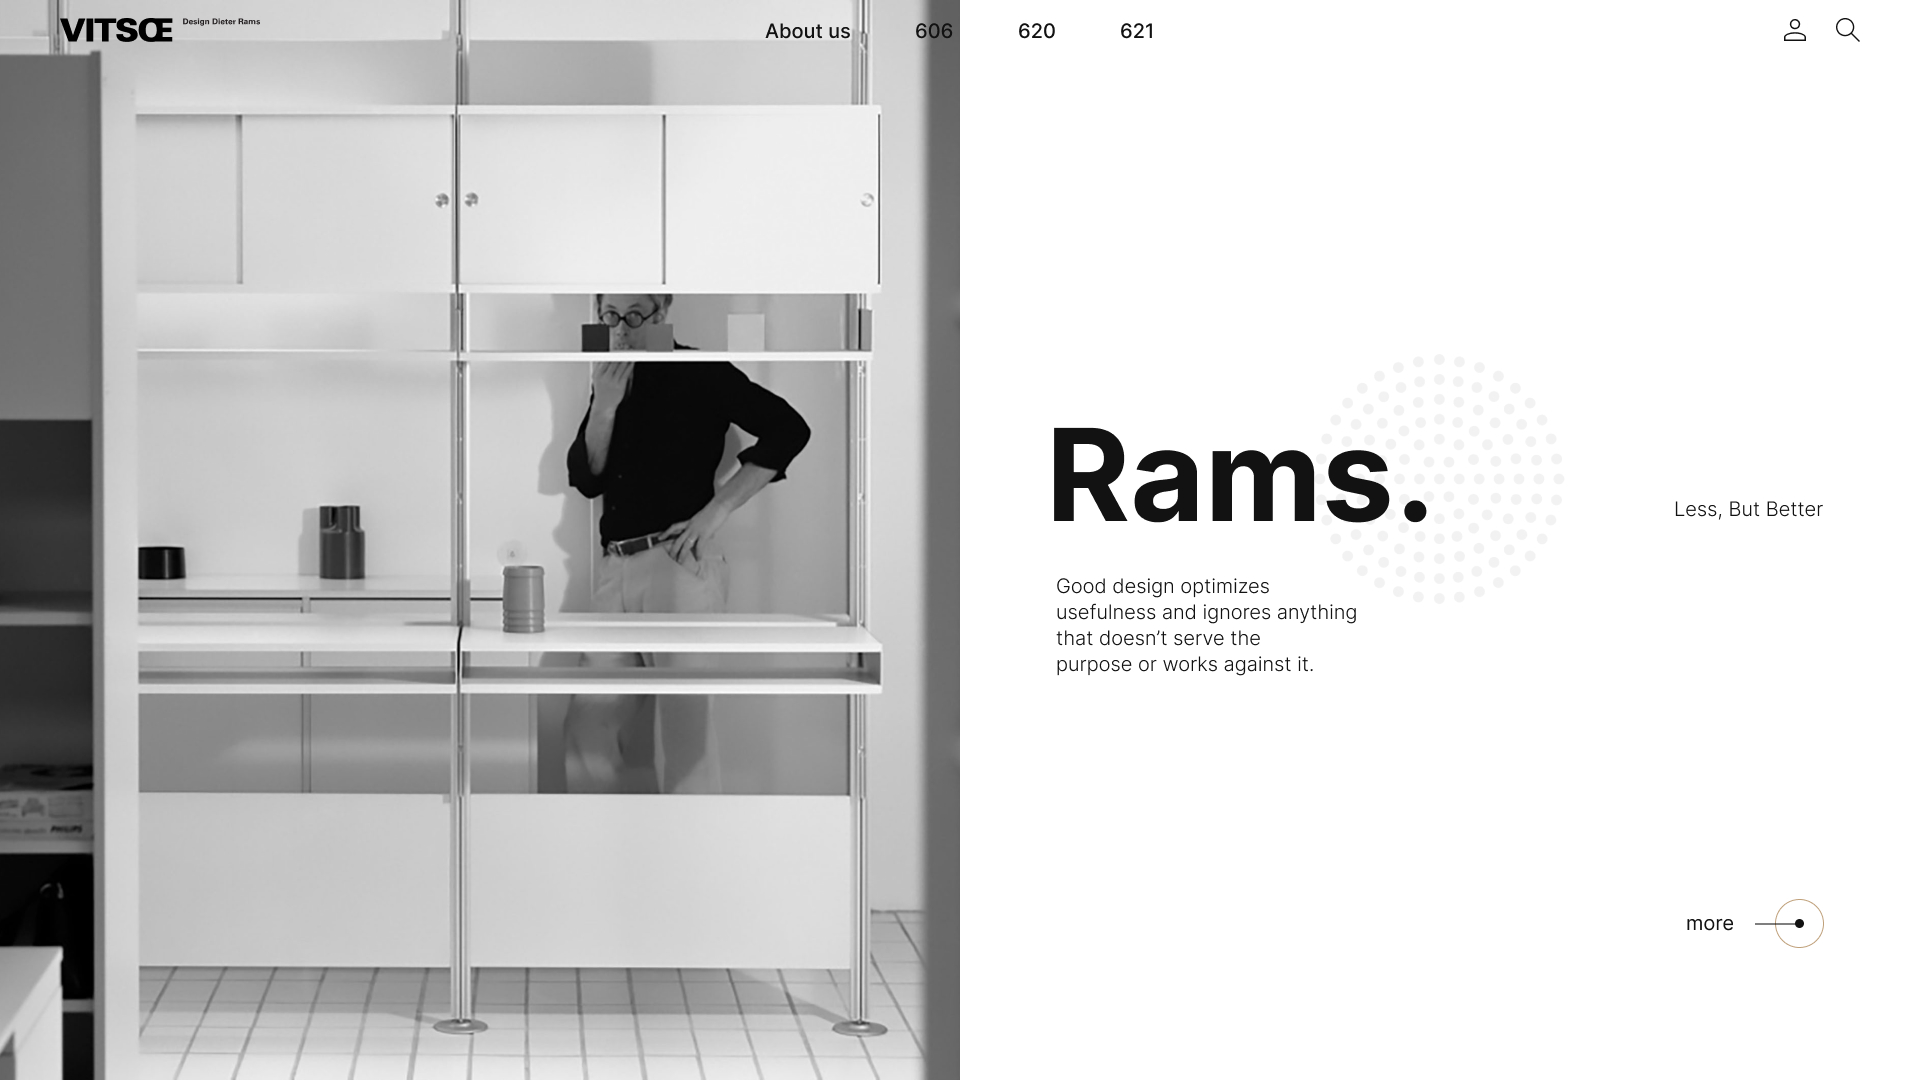 VITSŒ
Design Dieter Rams
About us
606
620
621
Rams.
Less, But Better
Good design optimizes
usefulness and ignores anything
that doesn’t serve the
purpose or works against it.
more
PHILIPS